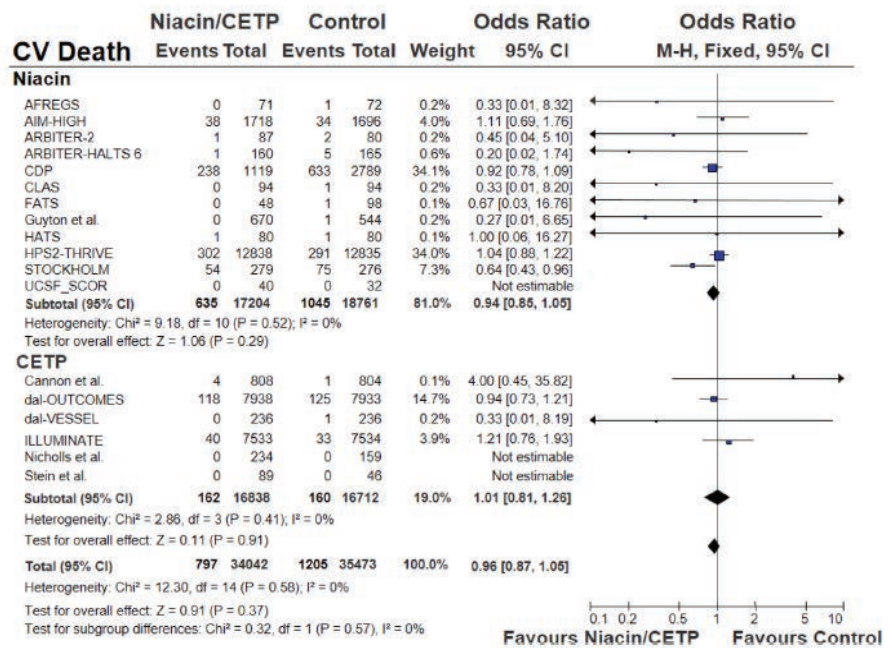 Niacin/CETP Control Odds Ratio Odds Ratio
CV Death Events Total Events Total Weight 95% CI M-H, Fixed, 95% CI
Niacin
AFREGS 0 71 1 72 0.2% 0.33 [0.01, 8.32]
AIM-HIGH 38 1718 34 1696 4.0% 1.11 [0.69, 1.76]
ARBITER-2 1 87 2 80 0.2% 0.45 [0.04, 5.10]
ARBITER-HALTS 6 1 160 5 165 0.6% 0.20 [0.02, 1.74]
CDP 238 1119 633 2789 34.1% 0.92 [0.78, 1.09]
CLAS 0 94 1 94 0.2% 0.33 [0.01, 8.20]
FATS 0 48 1 98 0.1% 0.67 [0.03, 16.76]
Guyton et al. 0 670 1 544 0.2% 0.27 [0.01, 6.65]
HATS 1 80 1 80 0.1% 1.00 [0.06, 16.27]
HPS2-THRIVE 302 12838 291 12835 34.0% 1.04 [0.88, 1.22]
STOCKHOLM 54 279 75 276 7.3% 0.64 [0.43, 0.96]
UCSF_SCOR 0 40 0 32 Not estimable
Subtotal (95% CI) 635 17204 1045 18761 81.0% 0.94 [0.85, 1.05]
Heterogeneity: Chi² = 9.18, df = 10 (P = 0.52); I² = 0%
Test for overall effect: Z = 1.06 (P = 0.29)
CETP
Cannon et al. 4 808 1 804 0.1% 4.00 [0.45, 35.82]
dal-OUTCOMES 118 7938 125 7933 14.7% 0.94 [0.73, 1.21]
dal-VESSEL 0 236 1 236 0.2% 0.33 [0.01, 8.19]
ILLUMINATE 40 7533 33 7534 3.9% 1.21 [0.76, 1.93]
Nicholls et al. 0 234 0 159 Not estimable
Stein et al. 0 89 0 46 Not estimable
Subtotal (95% CI) 162 16838 160 16712 19.0% 1.01 [0.81, 1.26]
Heterogeneity: Chi² = 2.86, df = 3 (P = 0.41); I² = 0%
Test for overall effect: Z = 0.11 (P = 0.91)
Total (95% CI) 797 34042 1205 35473 100.0% 0.96 [0.87, 1.05]
Heterogeneity: Chi² = 12.30, df = 14 (P = 0.58); I² = 0%
Test for overall effect: Z = 0.91 (P = 0.37)
Test for subgroup differences: Chi² = 0.32, df = 1 (P = 0.57), I² = 0%
0.1 0.2 0.5 1 2 5 10
Favours Niacin/CETP Favours Control